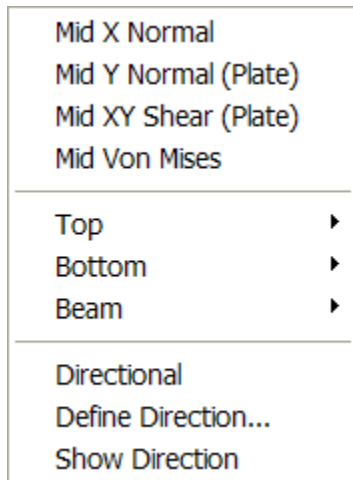 Mid X Normal
Mid Y Normal (Plate)
Mid XY Shear (Plate)
Mid Von Mises
Top
Bottom
Beam
Directional
Define Direction...
Show Direction